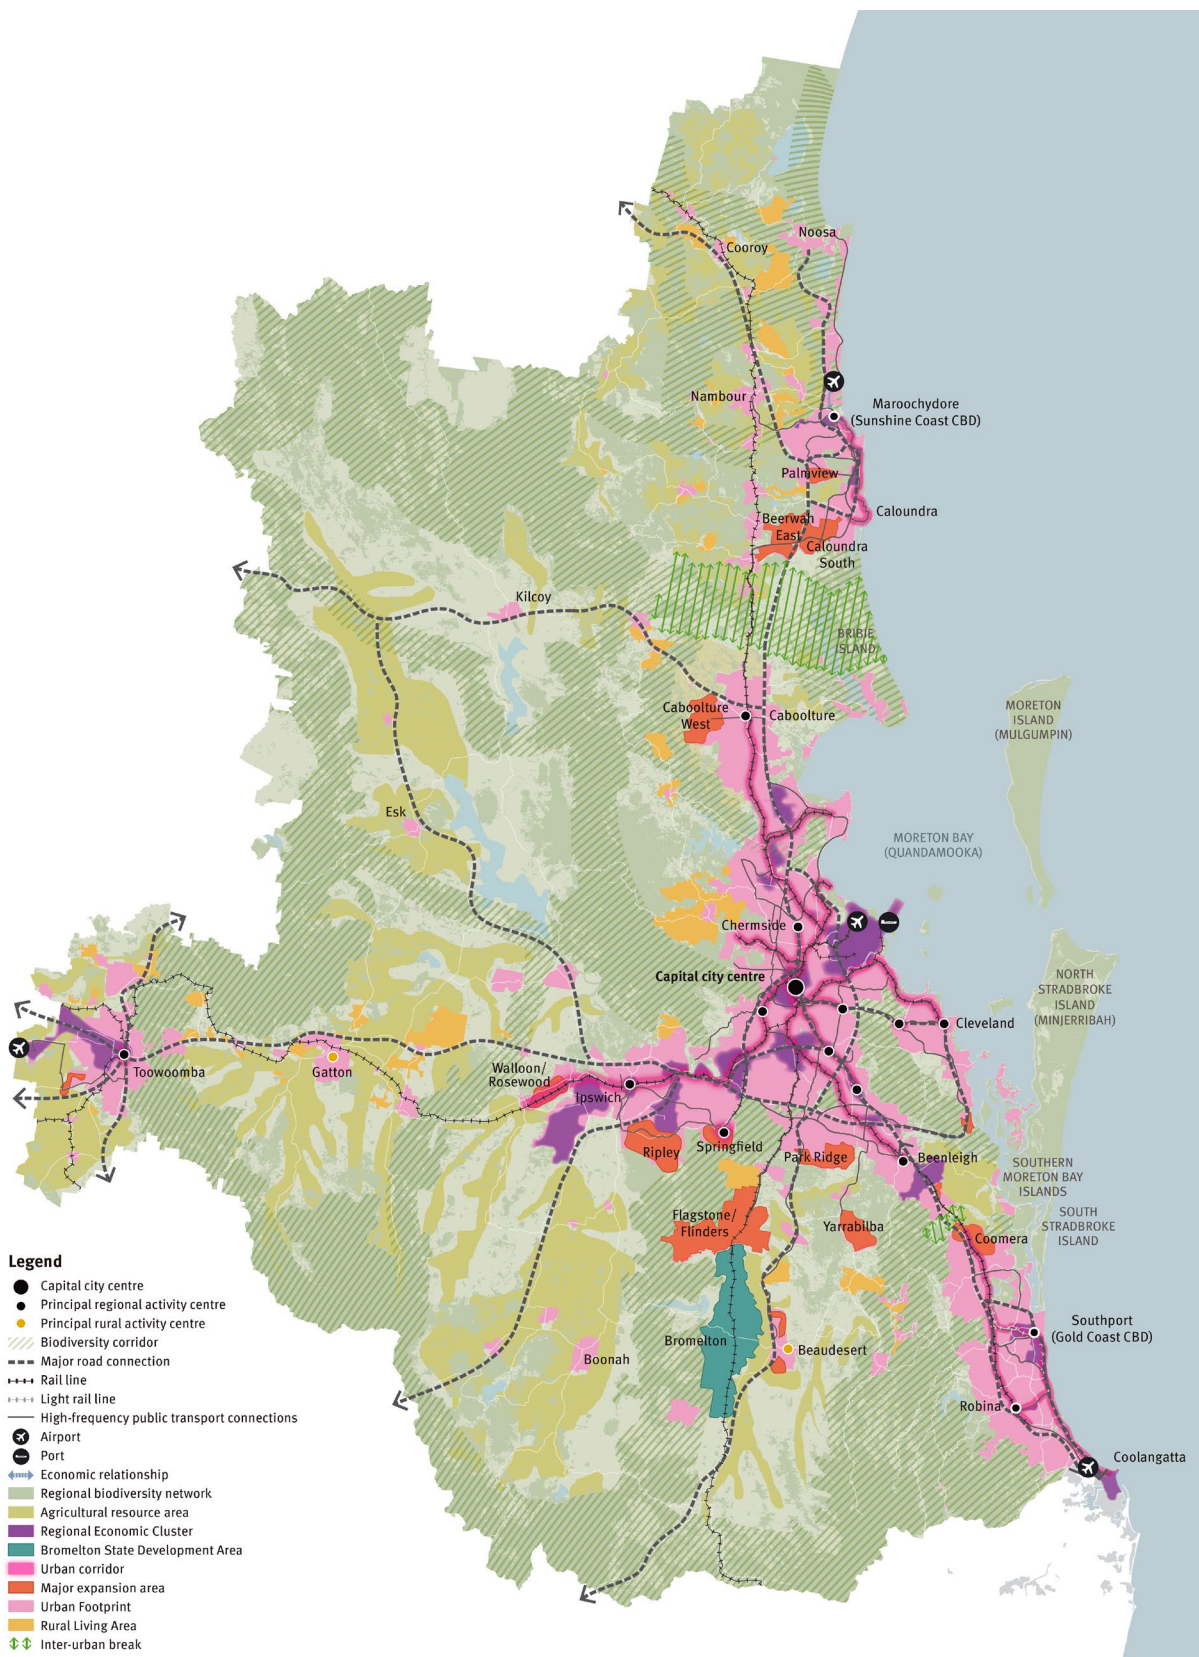 Noosa
Cooroy
Nambour
Maroochydore
(Sunshine Coast CBD)
Palmview
Caloundra
Beerwah
East
Caloundra
South
Kilcoy
BRIBIE
ISLAND
Caboolture
West
Caboolture
MORETON
ISLAND
(MULGUMPIN)
Esk
MORETON BAY
(QUANDAMOOKA)
Chermside
Capital city centre
NORTH
STRADBROKE
ISLAND
(MINJERRIBAH)
Cleveland
Toowoomba
Gatton
Walloon/
Rosewood
Ipswich
Ripley
Springfield
Park Ridge
Beenleigh
SOUTHERN
MORETON BAY
ISLANDS
SOUTH
STRADBROKE
ISLAND
Flagstone/
Flinders
Yarrabilba
Coomera
Southport
(Gold Coast CBD)
Bromelton
Beaudesert
Boonah
Robina
Coolangatta
Legend
Capital city centre
Principal regional activity centre
Principal rural activity centre
Biodiversity corridor
Major road connection
Rail line
Light rail line
High-frequency public transport connections
Airport
Port
Economic relationship
Regional biodiversity network
Agricultural resource area
Regional Economic Cluster
Bromelton State Development Area
Urban corridor
Major expansion area
Urban Footprint
Rural Living Area
Inter-urban break